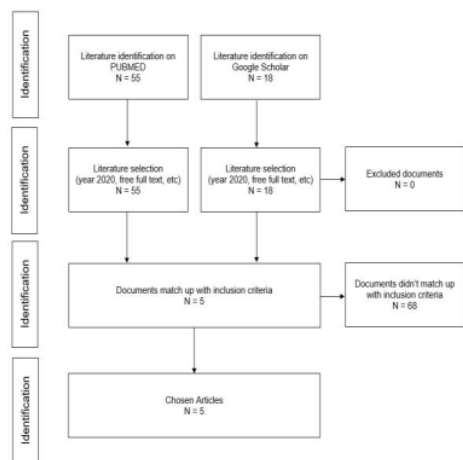 Identification
Literature identification on
PUBMED
N = 55
Literature identification on
Google Scholar
N = 18
Identification
Literature selection
(year 2020, free full text, etc)
N = 55
Literature selection
(year 2020, free full text, etc)
N = 18
Excluded documents
N = 0
Identification
Documents match up with inclusion criteria
N = 5
Documents didn't match up
with inclusion criteria
N = 68
Identification
Chosen Articles
N = 5